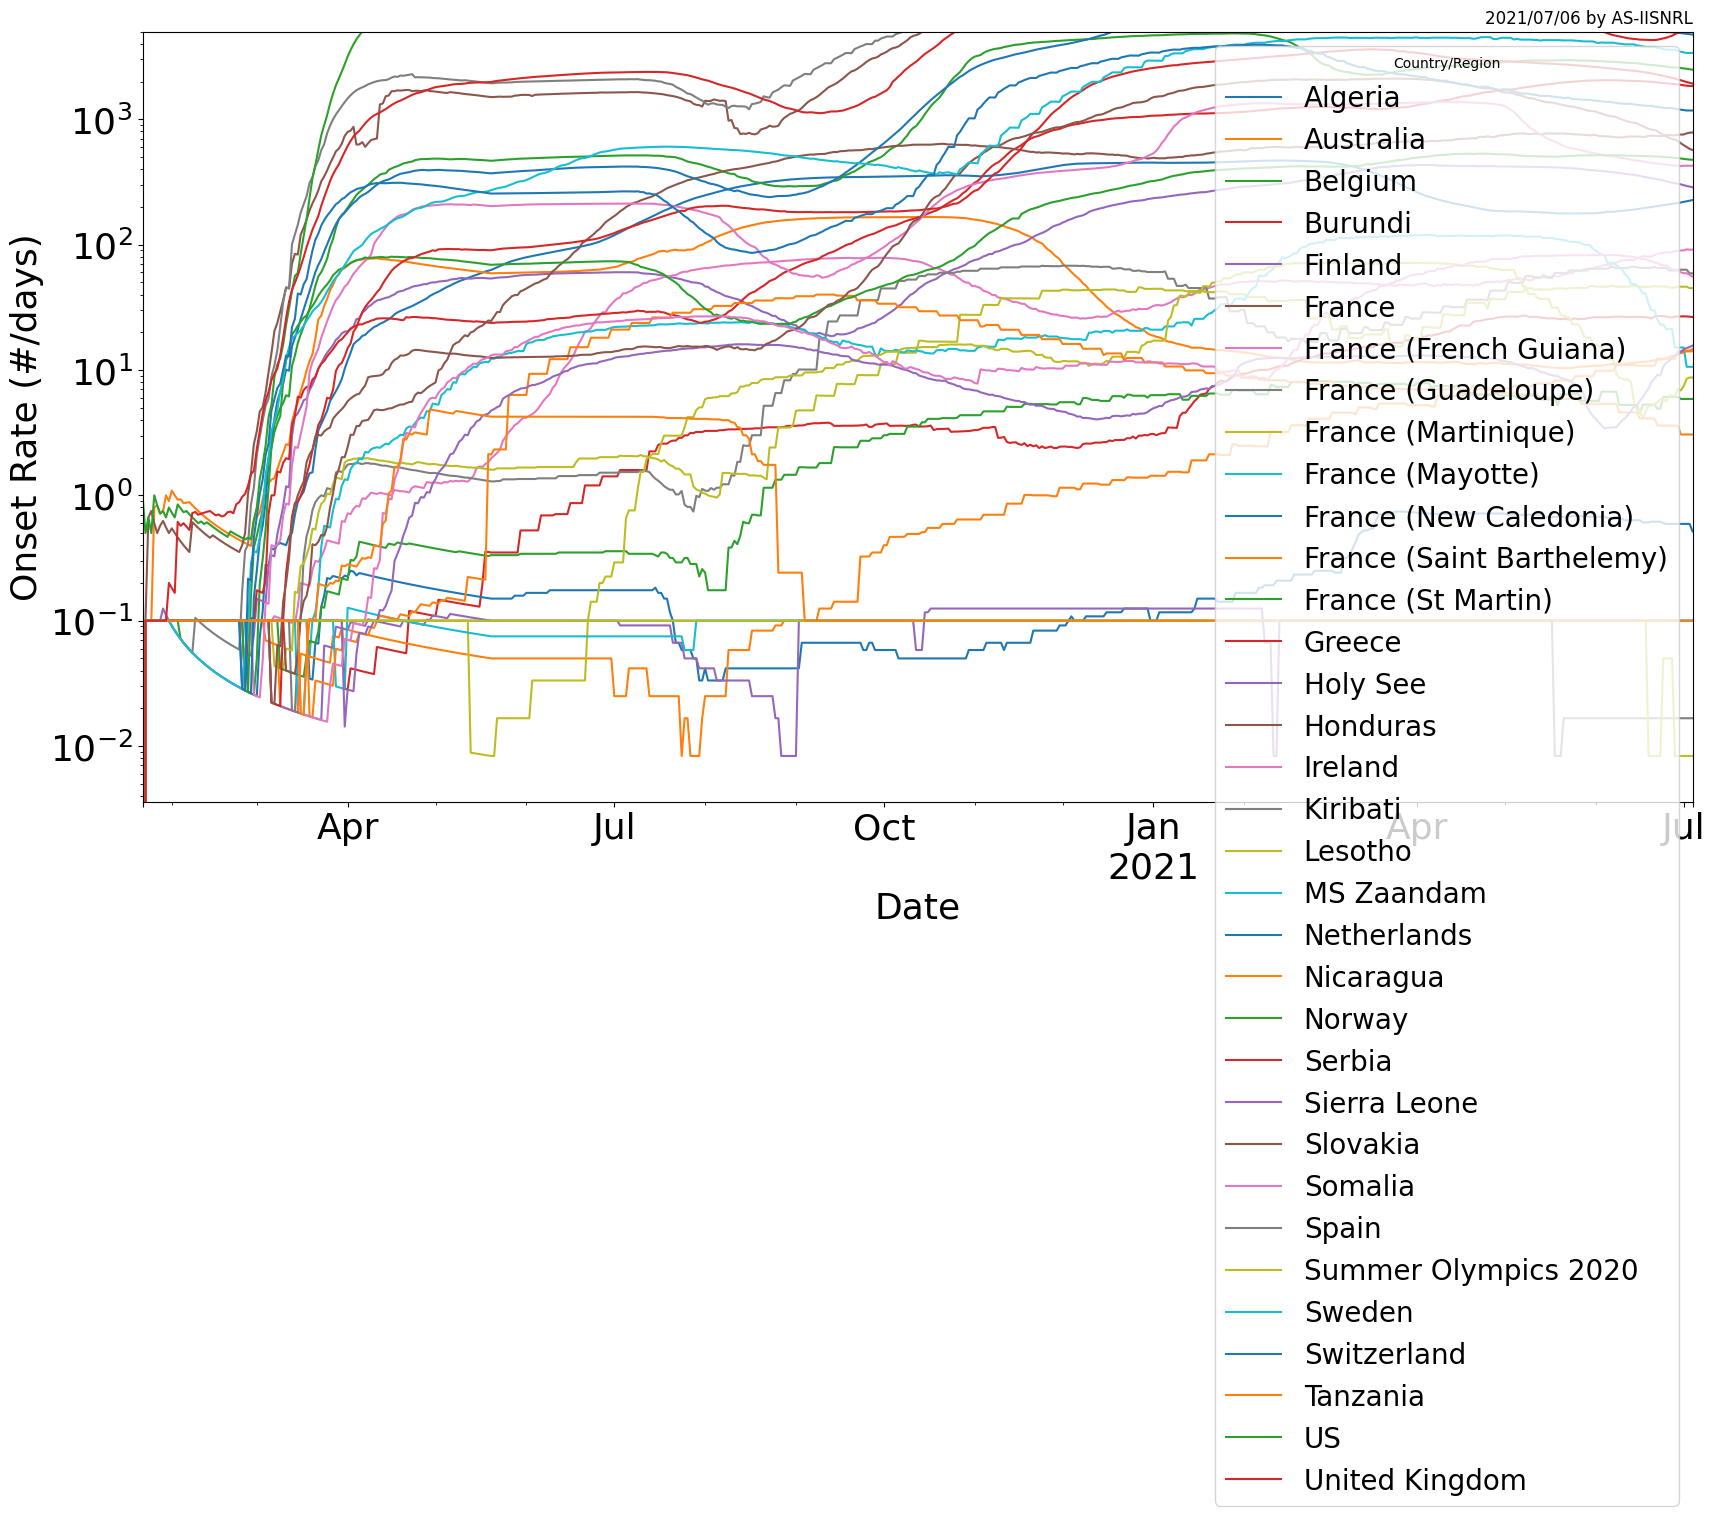 2021/07/06 by AS-IISNRL
Onset Rate (#/days)
10³
10²
10¹
10⁰
10⁻¹
10⁻²
Apr
Jul
Oct
Jan
2021
Apr
Jul
Date
Country/Region
Algeria
Australia
Belgium
Burundi
Finland
France
France (French Guiana)
France (Guadeloupe)
France (Martinique)
France (Mayotte)
France (New Caledonia)
France (Saint Barthelemy)
France (St Martin)
Greece
Holy See
Honduras
Ireland
Kiribati
Lesotho
MS Zaandam
Netherlands
Nicaragua
Norway
Serbia
Sierra Leone
Slovakia
Somalia
Spain
Summer Olympics 2020
Sweden
Switzerland
Tanzania
US
United Kingdom